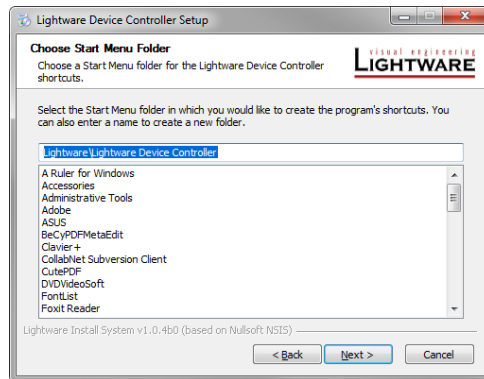 Lightware Device Controller Setup
Choose Start Menu Folder
Choose a Start Menu folder for the Lightware Device Controller
shortcuts.
visual engineering
LIGHTWARE
Select the Start Menu folder in which you would like to create the program's shortcuts. You
can also enter a name to create a new folder.
Lightware\Lightware Device Controller
A Ruler for Windows
Accessories
Administrative Tools
Adobe
ASUS
BeCyPDFMetaEdit
Clavier+
CollabNet Subversion Client
CutePDF
DVDVideoSoft
FontList
Foxit Reader
Lightware Install System v1.0.4b0 (based on Nullsoft NSIS)
< Back
Next >
Cancel